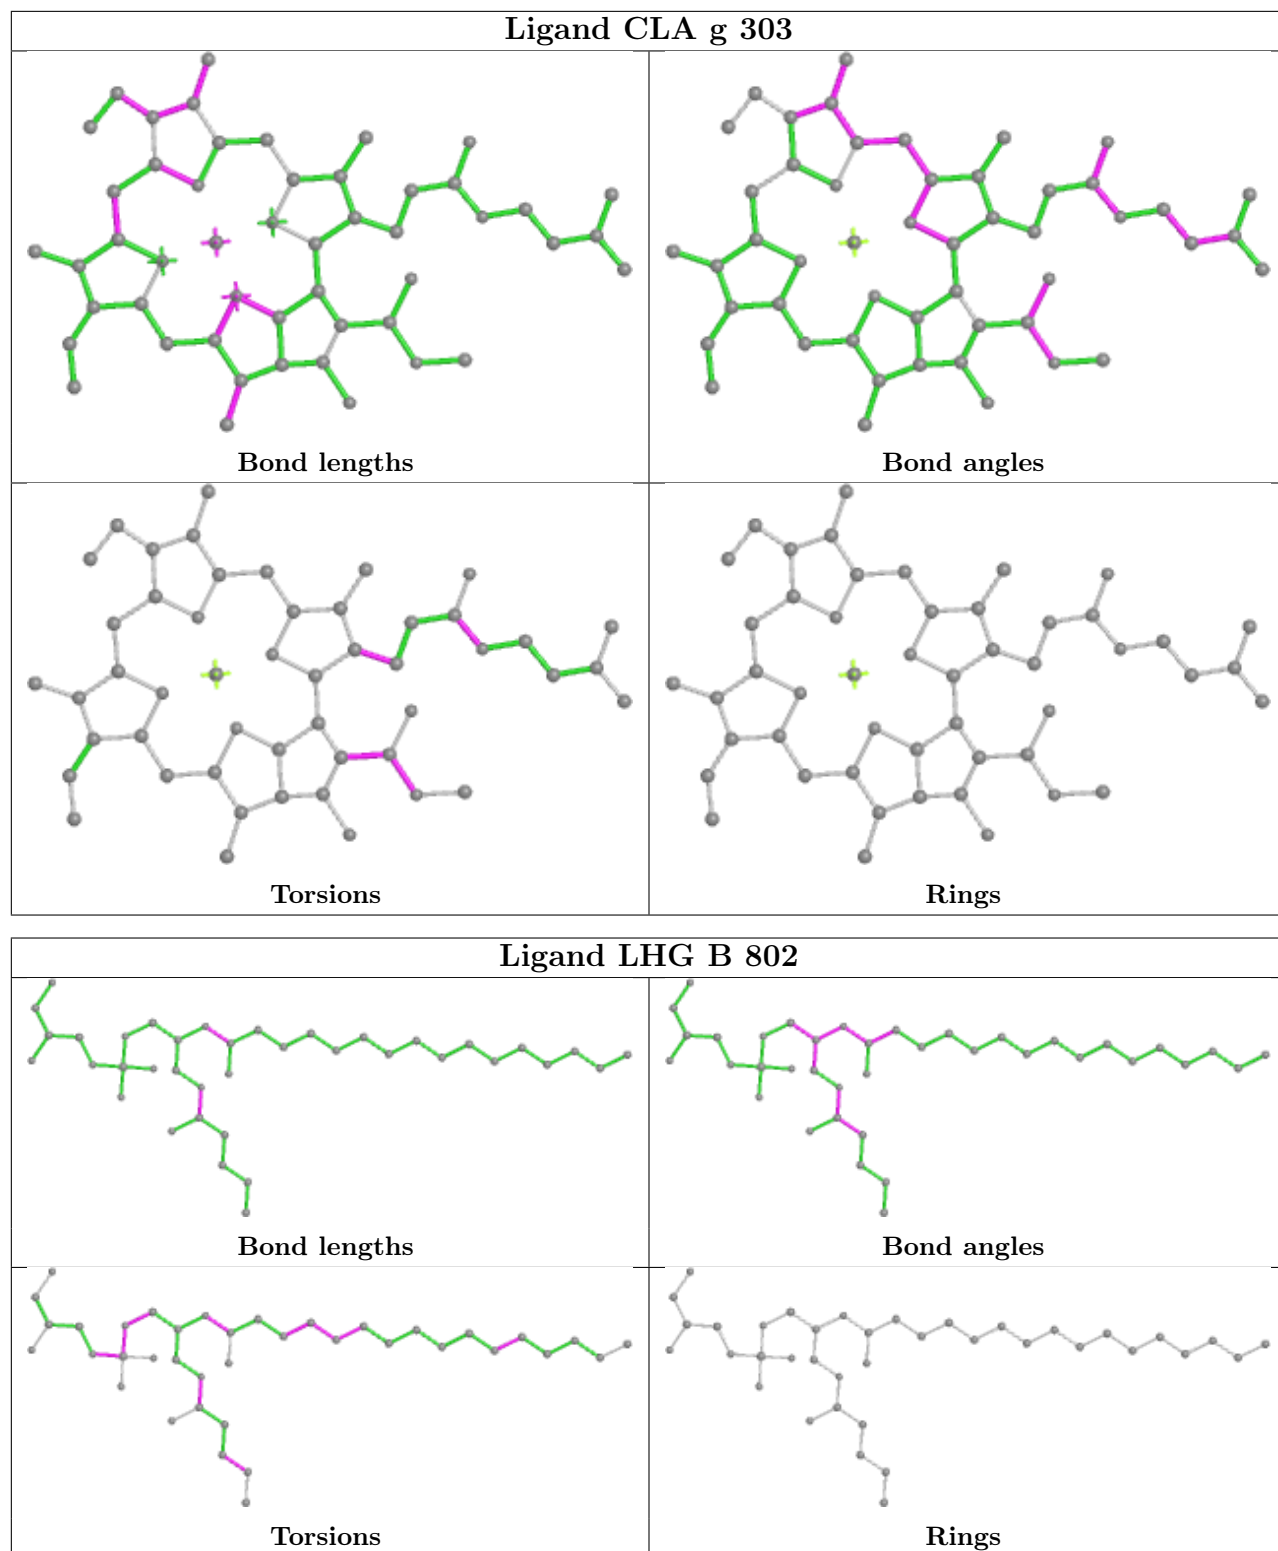 Ligand CLA g 303
Bond lengths
Bond angles
Torsions
Rings
Ligand LHG B 802
Bond lengths
Bond angles
Torsions
Rings